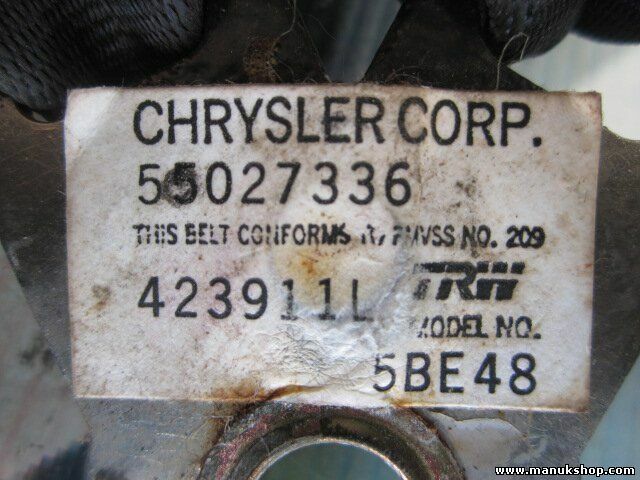 CHRYSLER CORP.
55027336
THIS BELT CONFORMS TO FMVSS NO. 209
423911L TRW
MODEL NO.
5BE48
www.manukshop.com